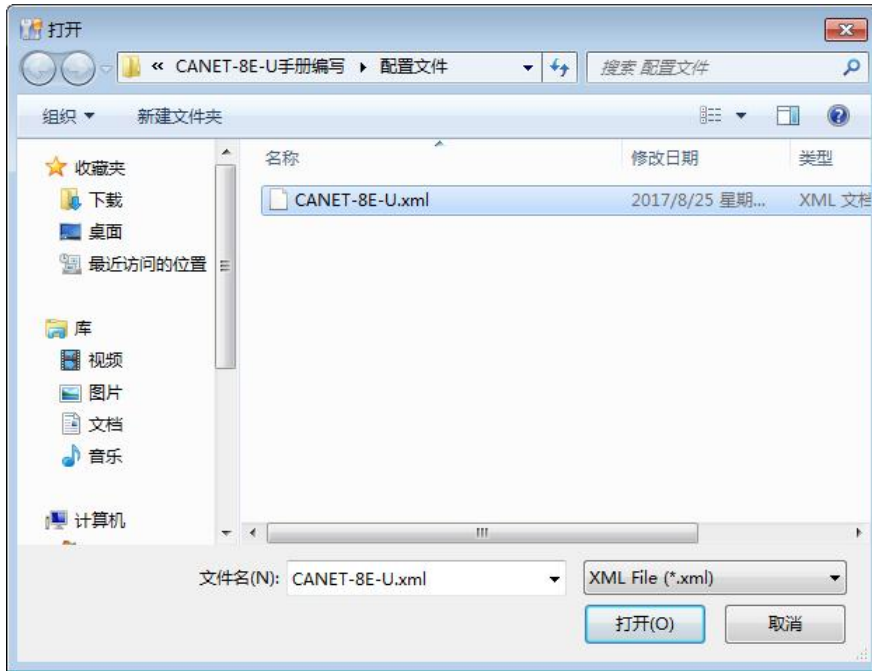 打开
« CANET-8E-U手册编写 ▸ 配置文件
搜索 配置文件
组织 新建文件夹
名称 修改日期 类型
CANET-8E-U.xml 2017/8/25 星期... XML 文档
收藏夹
下载
桌面
最近访问的位置
库
视频
图片
文档
音乐
计算机
文件名(N): CANET-8E-U.xml XML File (*.xml)
打开(O) 取消